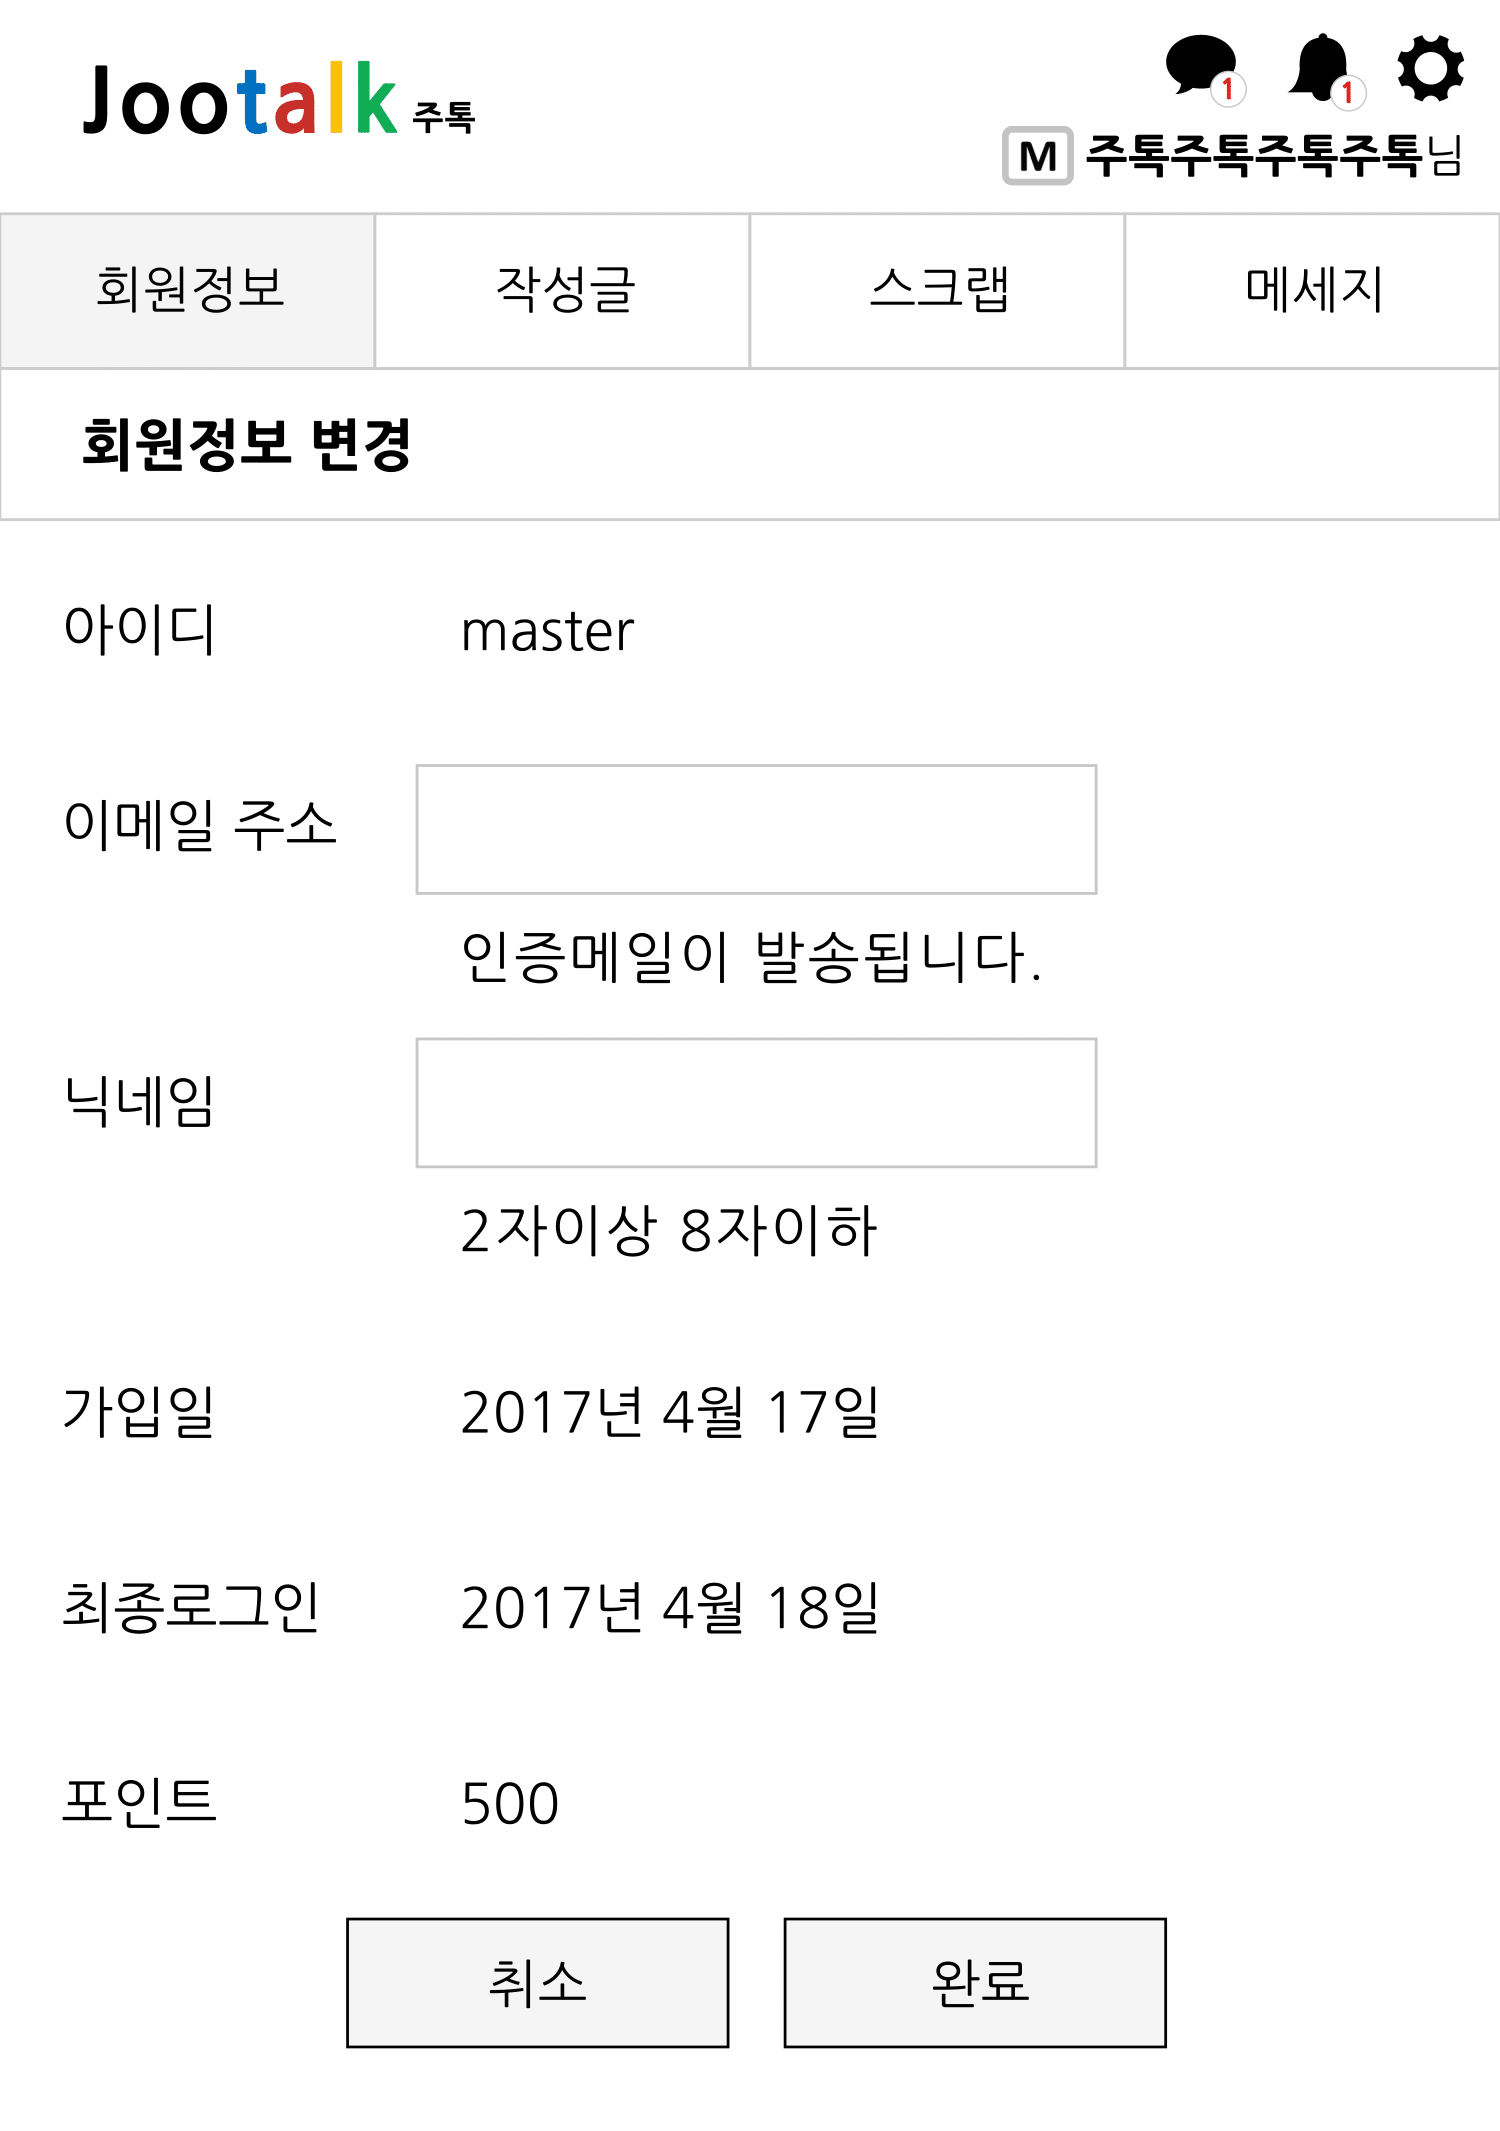 Jootalk 주톡
1 1
M 주톡주톡주톡주톡님
회원정보 작성글 스크랩 메세지
회원정보 변경
아이디 master
이메일 주소
인증메일이 발송됩니다.
닉네임
2자이상 8자이하
가입일 2017년 4월 17일
최종로그인 2017년 4월 18일
포인트 500
취소 완료